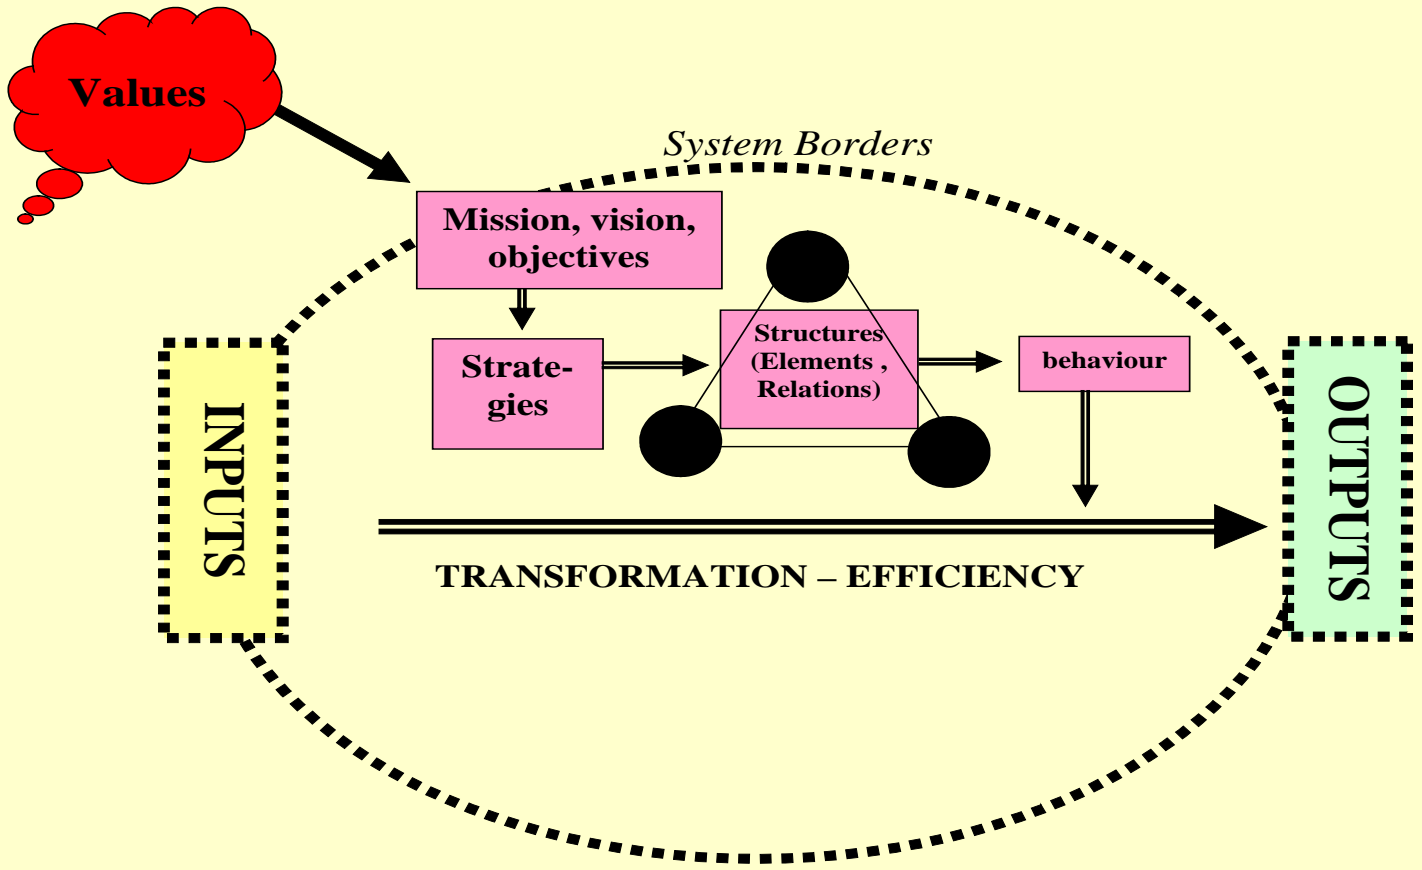 Values
System Borders
Mission, vision,
objectives
Strate-
gies
Structures
(Elements ,
Relations)
behaviour
INPUTS
OUTPUTS
TRANSFORMATION – EFFICIENCY